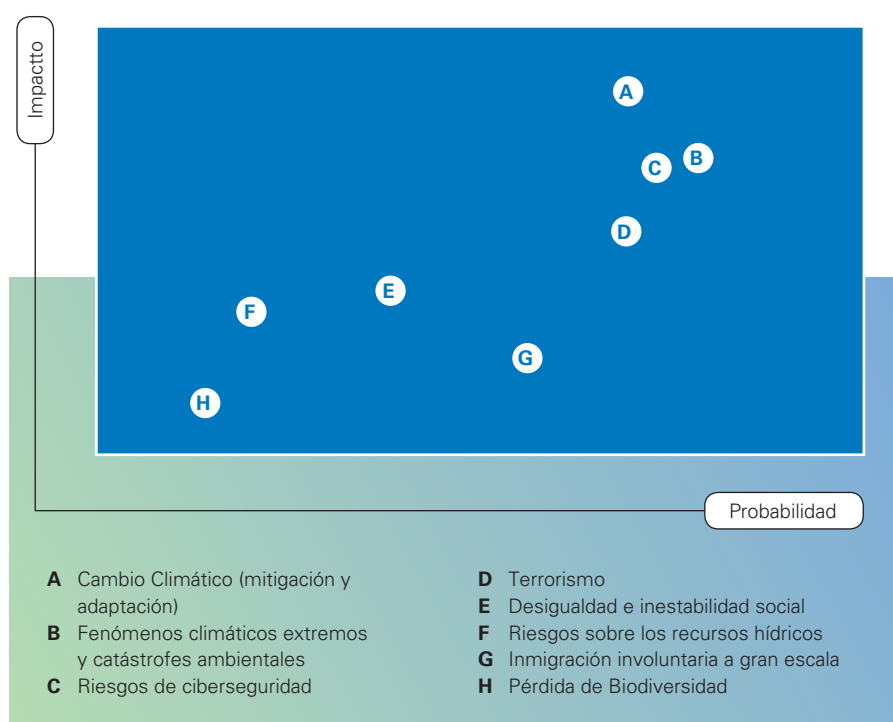 Impactto
A
B
C
D
E
F
G
H
Probabilidad
A Cambio Climático (mitigación y
adaptación)
B Fenómenos climáticos extremos
y catástrofes ambientales
C Riesgos de ciberseguridad
D Terrorismo
E Desigualdad e inestabilidad social
F Riesgos sobre los recursos hídricos
G Inmigración involuntaria a gran escala
H Pérdida de Biodiversidad